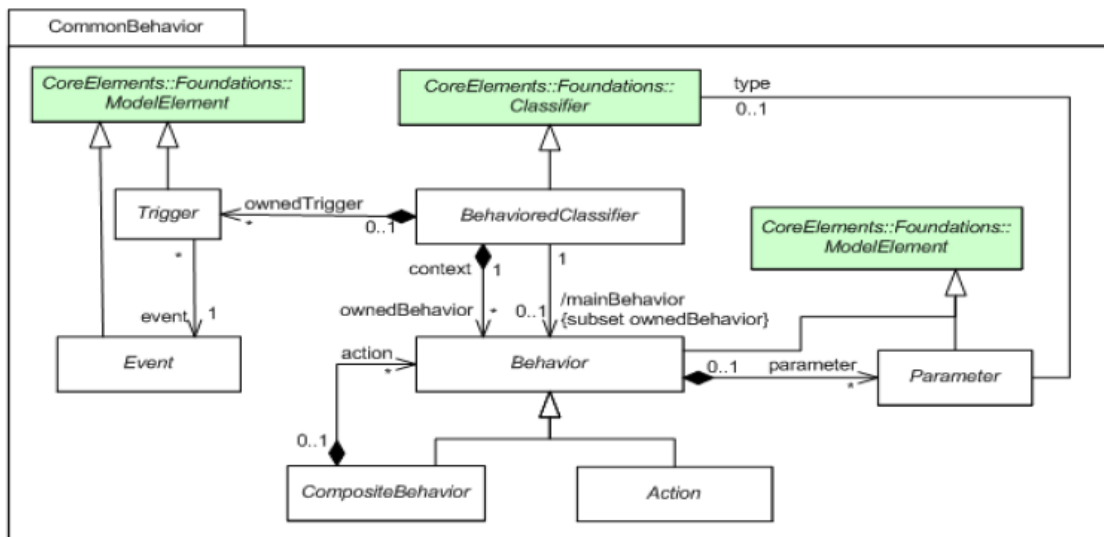 CommonBehavior
CoreElements::Foundations::
ModelElement
CoreElements::Foundations::
Classifier
type
0..1
Trigger
ownedTrigger
*
0..1
BehavioredClassifier
CoreElements::Foundations::
ModelElement
*
context
1
1
event
1
ownedBehavior
*
0..1
/mainBehavior
{subset ownedBehavior}
Event
action
*
Behavior
0..1
parameter
*
Parameter
0..1
CompositeBehavior
Action